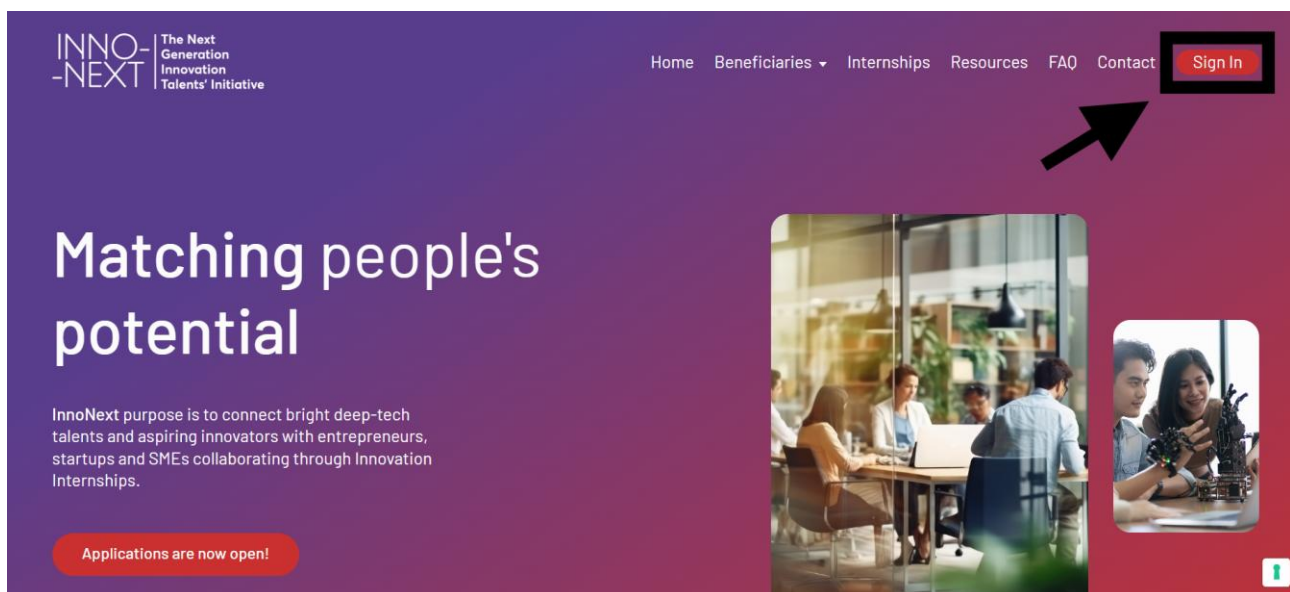 INNO-
-NEXT
The Next
Generation
Innovation
Talents' Initiative
Home Beneficiaries Internships Resources FAQ Contact Sign In
Matching people's
potential
InnoNext purpose is to connect bright deep-tech
talents and aspiring innovators with entrepreneurs,
startups and SMEs collaborating through Innovation
Internships.
Applications are now open!